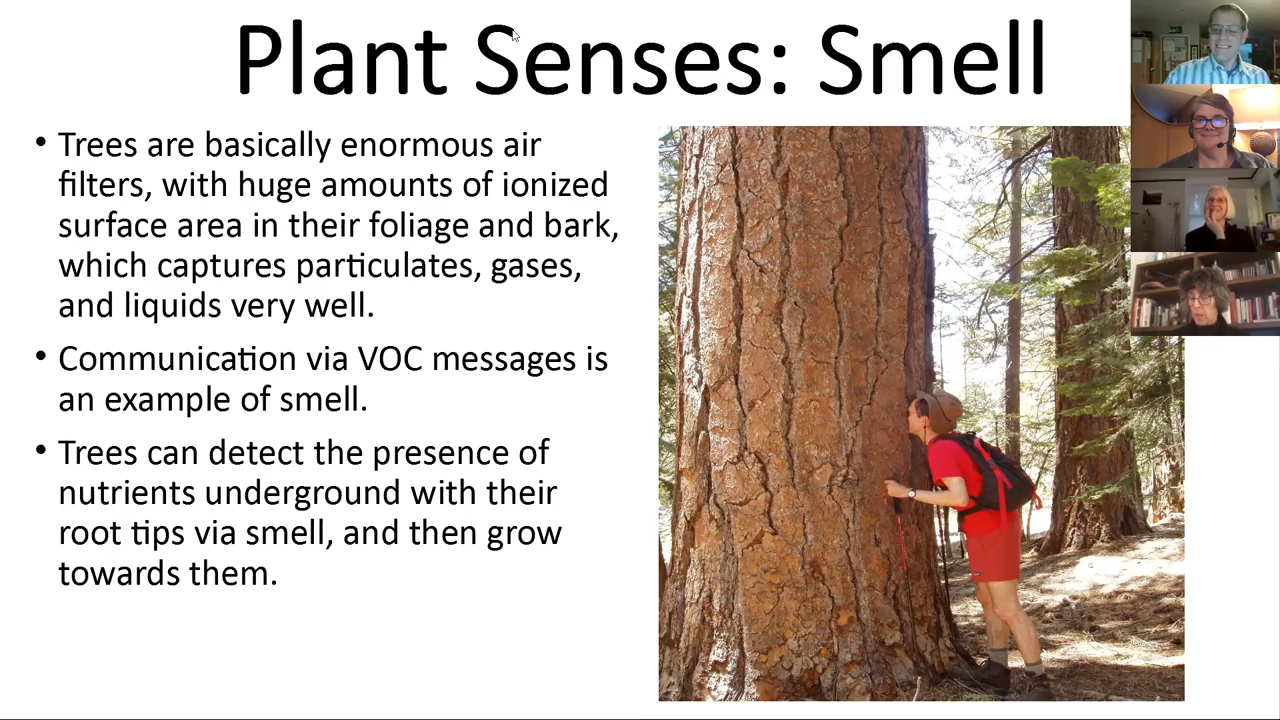 Plant Senses: Smell
• Trees are basically enormous air
filters, with huge amounts of ionized
surface area in their foliage and bark,
which captures particulates, gases,
and liquids very well.
• Communication via VOC messages is
an example of smell.
• Trees can detect the presence of
nutrients underground with their
root tips via smell, and then grow
towards them.